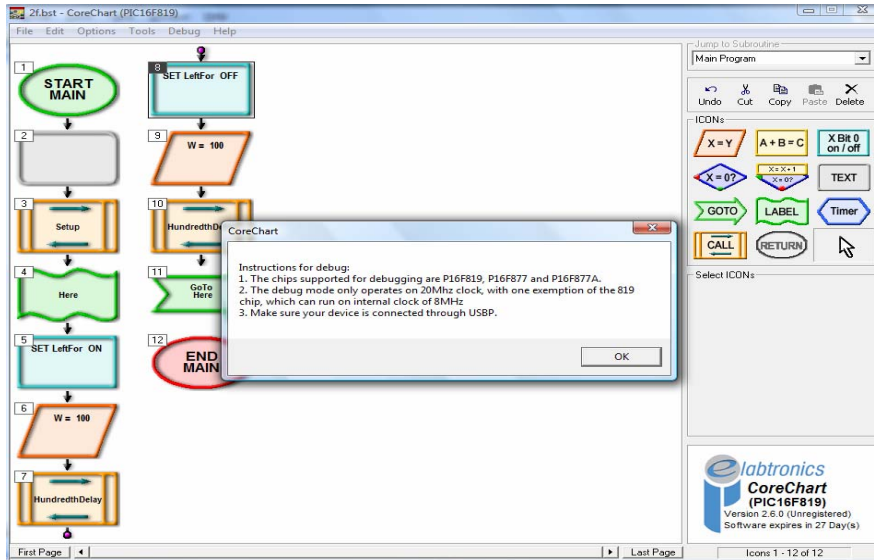 2f.bst - CoreChart (PIC16F819)
File Edit Options Tools Debug Help
1
START
MAIN
2
3
Setup
4
Here
5
SET LeftFor ON
6
W = 100
7
HundredthDelay
8
SET LeftFor OFF
9
W = 100
10
11
GoTo
Here
12
END
MAIN
CoreChart
Instructions for debug:
1. The chips supported for debugging are P16F819, P16F877 and P16F877A.
2. The debug mode only operates on 20Mhz clock, with one exemption of the 819
chip, which can run on internal clock of 8MHz
3. Make sure your device is connected through USBP.
OK
Jump to Subroutine
Main Program
Undo Cut Copy Paste Delete
ICONs
X = Y
A + B = C
X Bit 0
on / off
X = 0?
X = X + 1
X = 0?
TEXT
GOTO
LABEL
Timer
CALL
RETURN
Select ICONs
elabtronics
CoreChart
(PIC16F819)
Version 2.6.0 (Unregistered)
Software expires in 27 Day(s)
First Page
Last Page
Icons 1 - 12 of 12